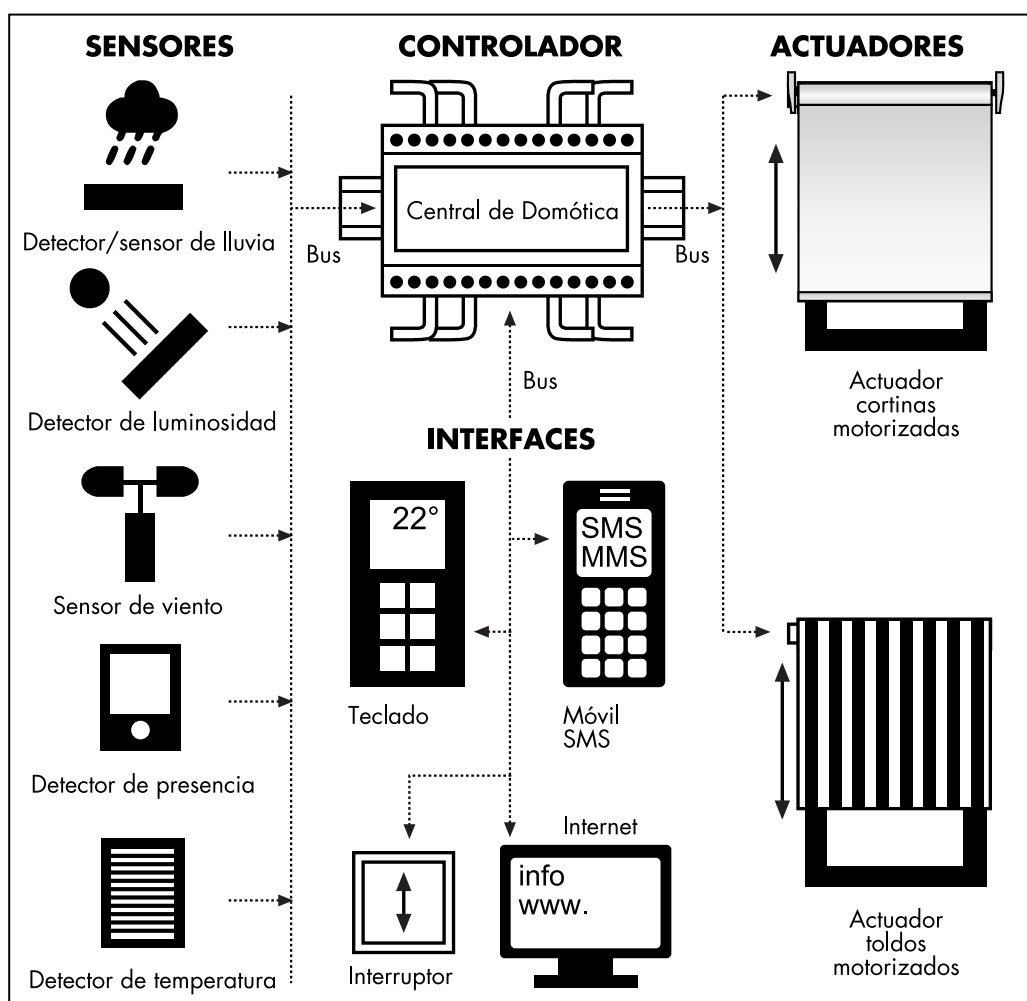 SENSORES
Detector/sensor de lluvia
Detector de luminosidad
Sensor de viento
Detector de presencia
Detector de temperatura
CONTROLADOR
Central de Domótica
Bus
Bus
Bus
INTERFACES
22°
Teclado
SMS
MMS
Móvil
SMS
Interruptor
Internet
info
www.
ACTUADORES
Actuador
cortinas
motorizadas
Actuador
toldos
motorizados